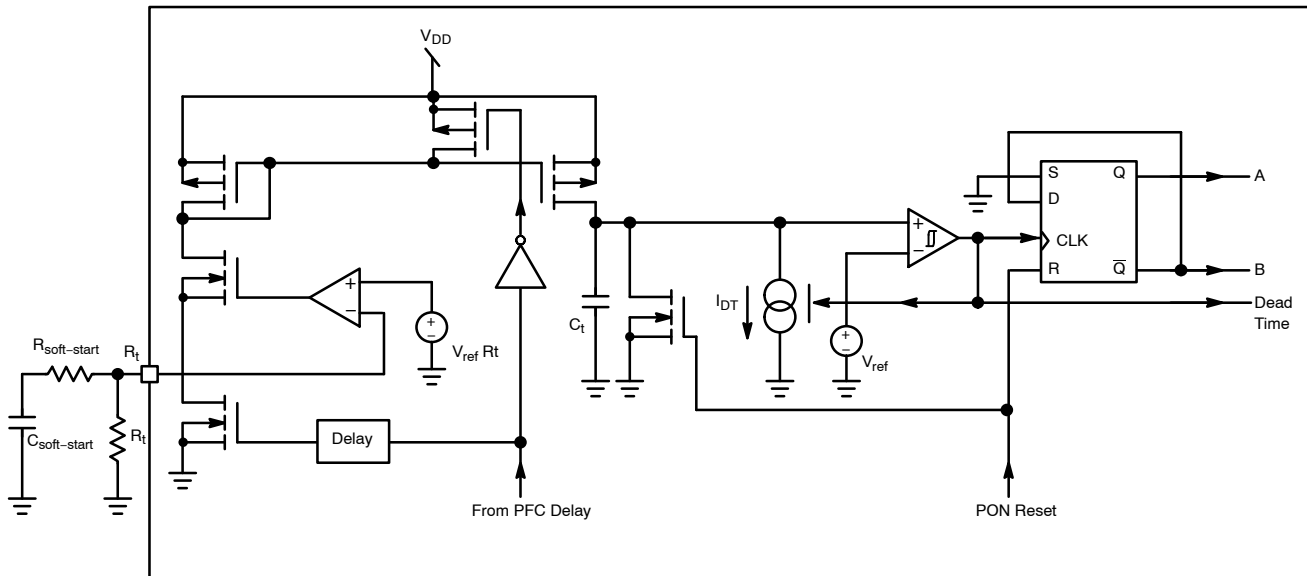 V_DD
S
Q
A
D
CLK
R
Q̅
B
+
−
+
−
+
−
+
−
I_DT
C_t
Dead
Time
V_ref Rt
V_ref
R_soft−start
R_t
C_soft−start
R_t
Delay
From PFC Delay
PON Reset